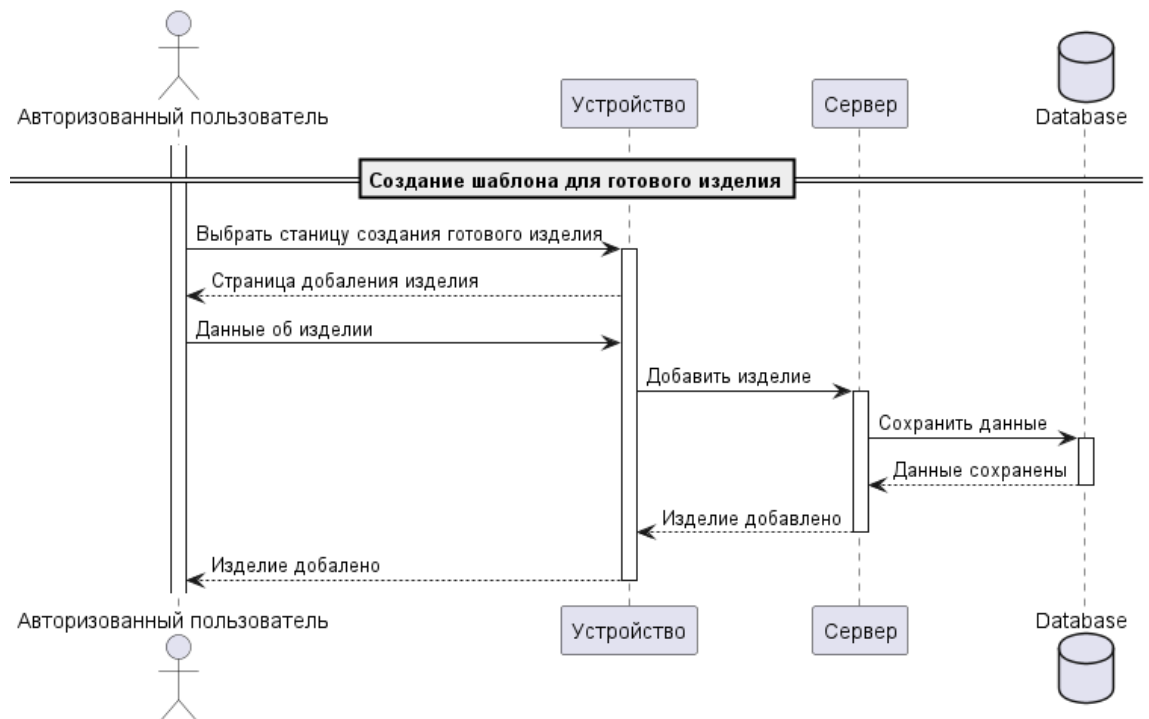 Авторизованный пользователь
Устройство
Сервер
Database
Создание шаблона для готового изделия
Выбрать станицу создания готового изделия
Страница добаления изделия
Данные об изделии
Добавить изделие
Сохранить данные
Данные сохранены
Изделие добавлено
Изделие добалено
Авторизованный пользователь
Устройство
Сервер
Database